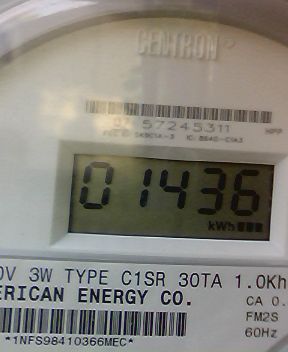 CENTRON
57245311
HPP
01436
kWh
0V 3W TYPE C1SR 30TA 1.0Kh
ERICAN ENERGY CO.
CA 0.
FM2S
60Hz
*1NFS98410366MEC*